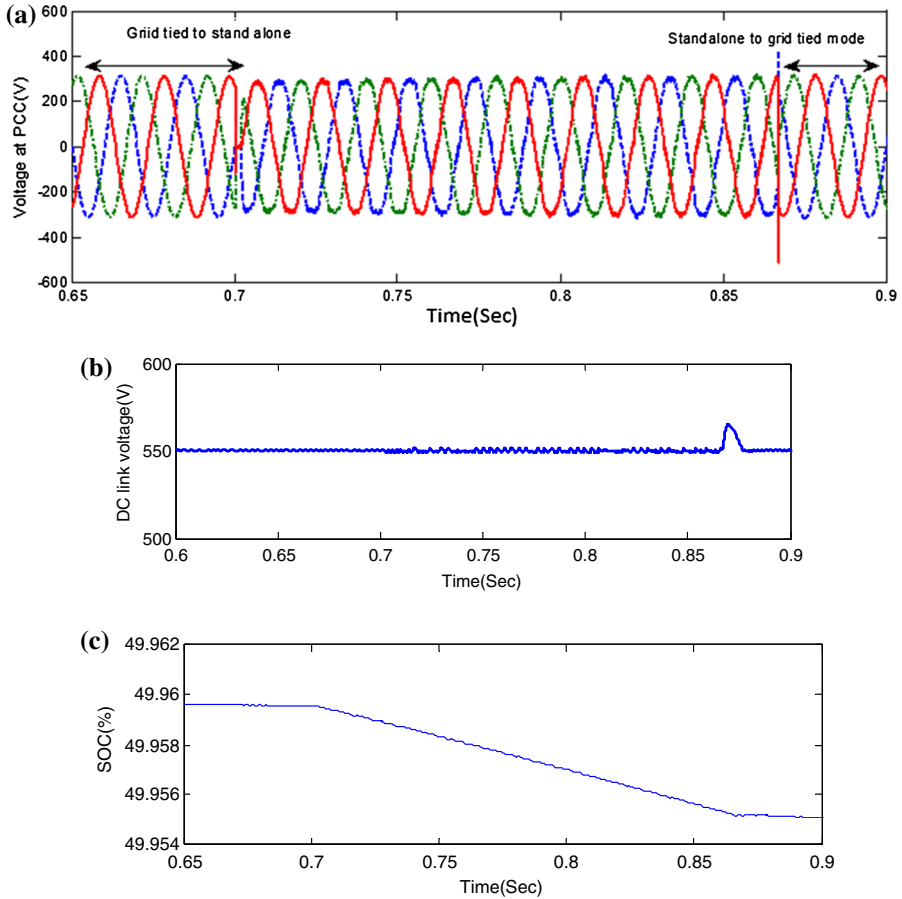 (a)
600
Griid tied to stand alone
Standalone to grid tied mode
400
200
0
-200
-400
-600
Voltage at PCC(V)
0.65 0.7 0.75 0.8 0.85 0.9
Time(Sec)
(b)
600
550
500
DC link voltage(V)
0.6 0.65 0.7 0.75 0.8 0.85 0.9
Time(Sec)
(c)
49.962
49.96
49.958
49.956
49.954
SOC(%)
0.65 0.7 0.75 0.8 0.85 0.9
Time(Sec)